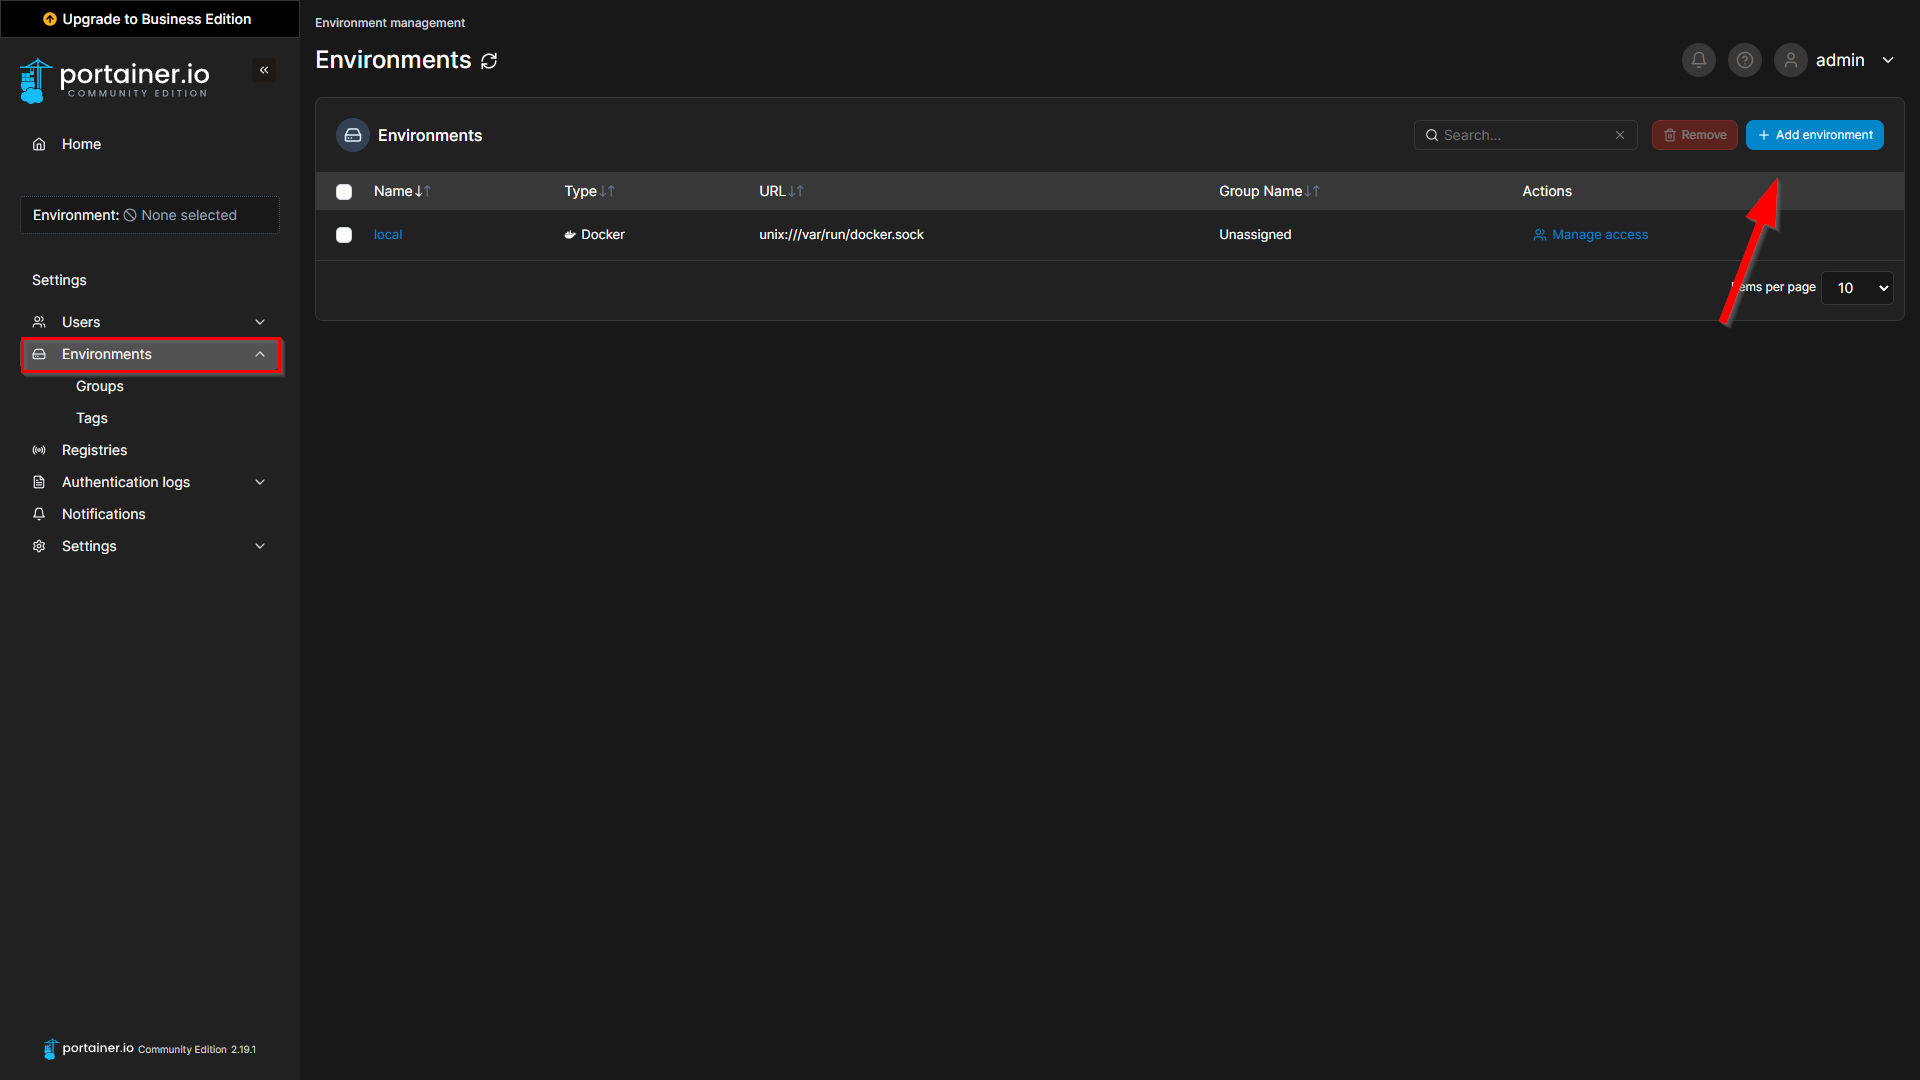 Upgrade to Business Edition
portainer.io
COMMUNITY EDITION
Home
Environment: None selected
Settings
Users
Environments
Groups
Tags
Registries
Authentication logs
Notifications
Settings
portainer.io Community Edition 2.19.1
Environment management
Environments
admin
Environments
Search...
Remove
Add environment
Name Type URL Group Name Actions
local Docker unix:///var/run/docker.sock Unassigned Manage access
per page 10